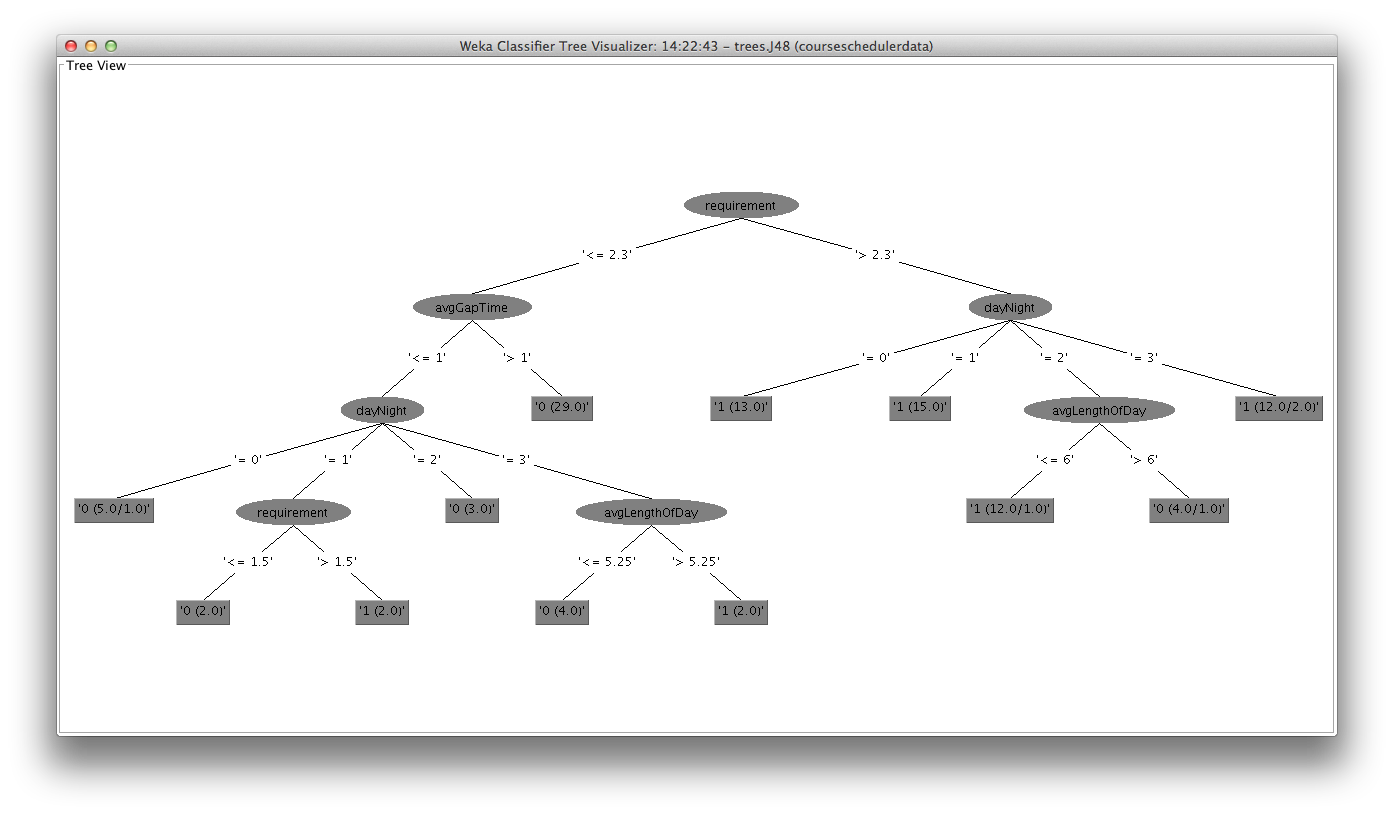 Weka Classifier Tree Visualizer: 14:22:43 – trees.J48 (courseschedulerdata)
Tree View
requirement
'<= 2.3' '> 2.3'
avgGapTime dayNight
'<= 1' '> 1' '= 0' '= 1' '= 2' '= 3'
dayNight '0 (29.0)' '1 (13.0)' '1 (15.0)' avgLengthOfDay '1 (12.0/2.0)'
'= 0' '= 1' '= 2' '= 3' '<= 6' '> 6'
'0 (5.0/1.0)' requirement '0 (3.0)' avgLengthOfDay '1 (12.0/1.0)' '0 (4.0/1.0)'
'<= 1.5' '> 1.5' '<= 5.25' '> 5.25'
'0 (2.0)' '1 (2.0)' '0 (4.0)' '1 (2.0)'